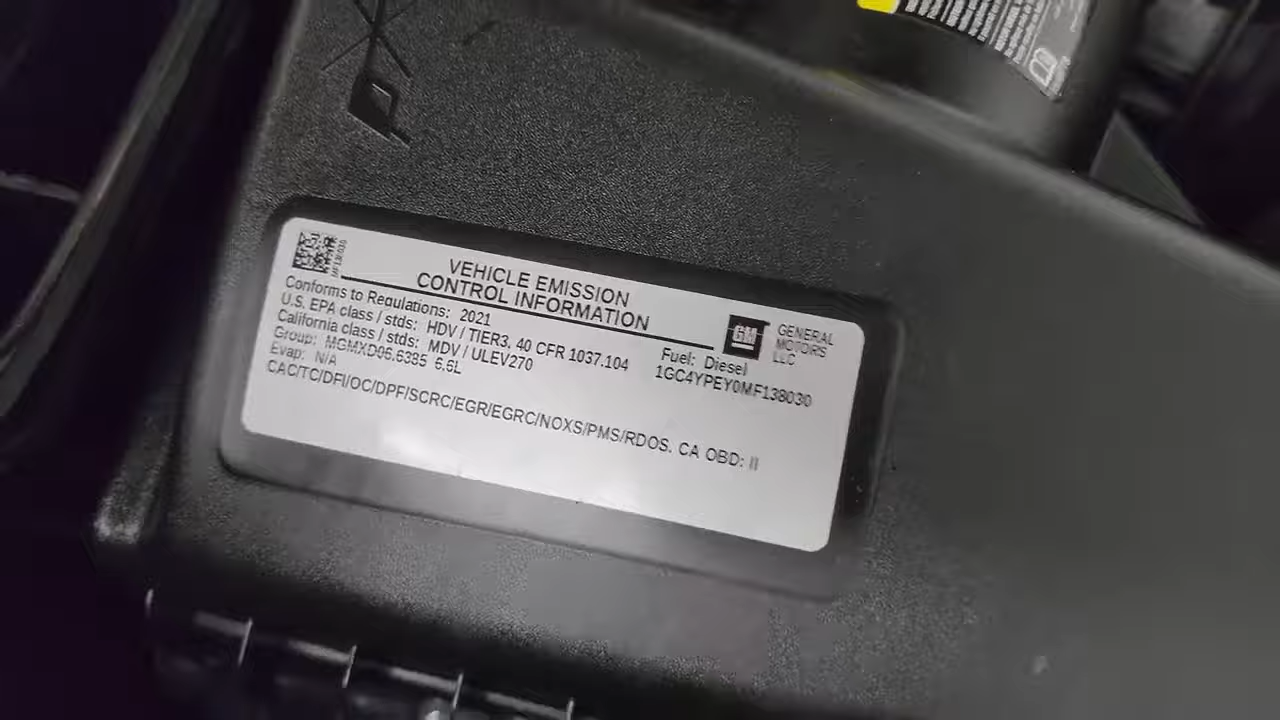 VEHICLE EMISSION
CONTROL INFORMATION
Conforms to Regulations: 2021
U.S. EPA class / stds: HDV / TIER3, 40 CFR 1037.104
California class / stds: MDV / ULEV270
Group: MGMXD06.6385 6.6L
Evap: N/A
CAC/TC/DFI/OC/DPF/SCRC/EGR/EGRC/NOXS/PMS/RDQS. CA OBD: II
GM
GENERAL
MOTORS
LLC
Fuel: Diesel
1GC4YPEY0MF138030